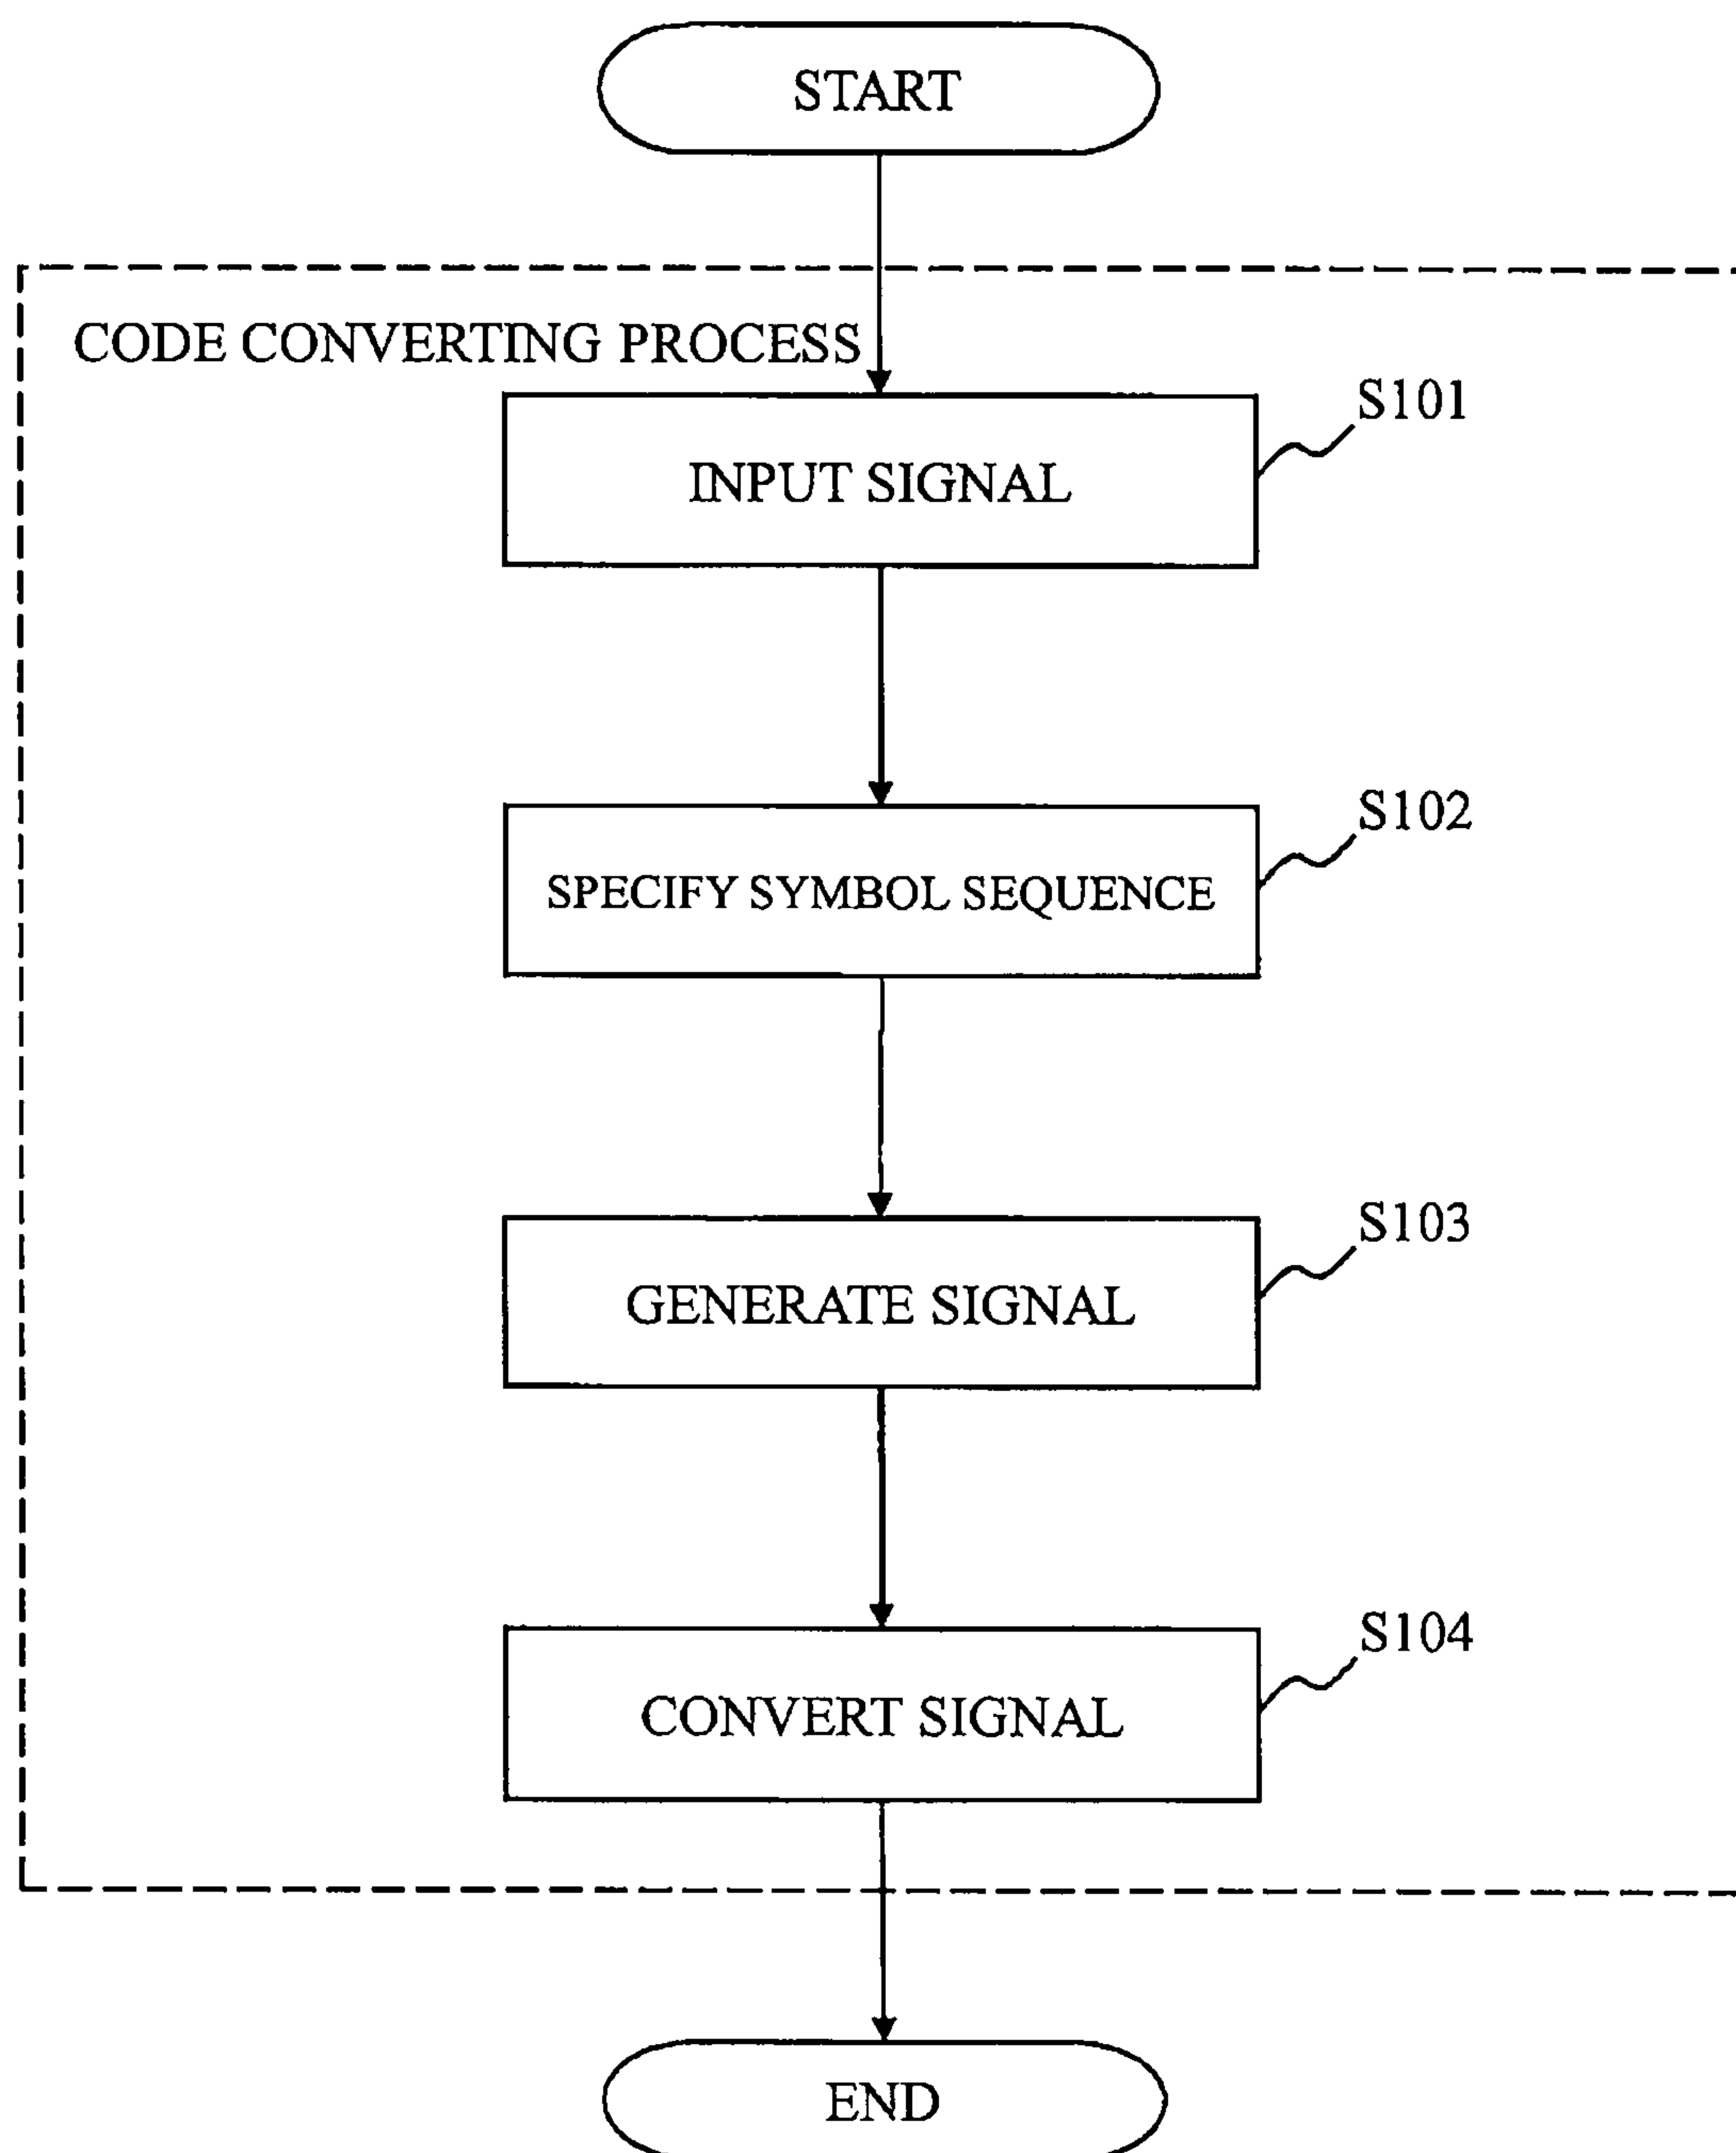 START
CODE CONVERTING PROCESS
S101
INPUT SIGNAL
S102
SPECIFY SYMBOL SEQUENCE
S103
GENERATE SIGNAL
S104
CONVERT SIGNAL
END